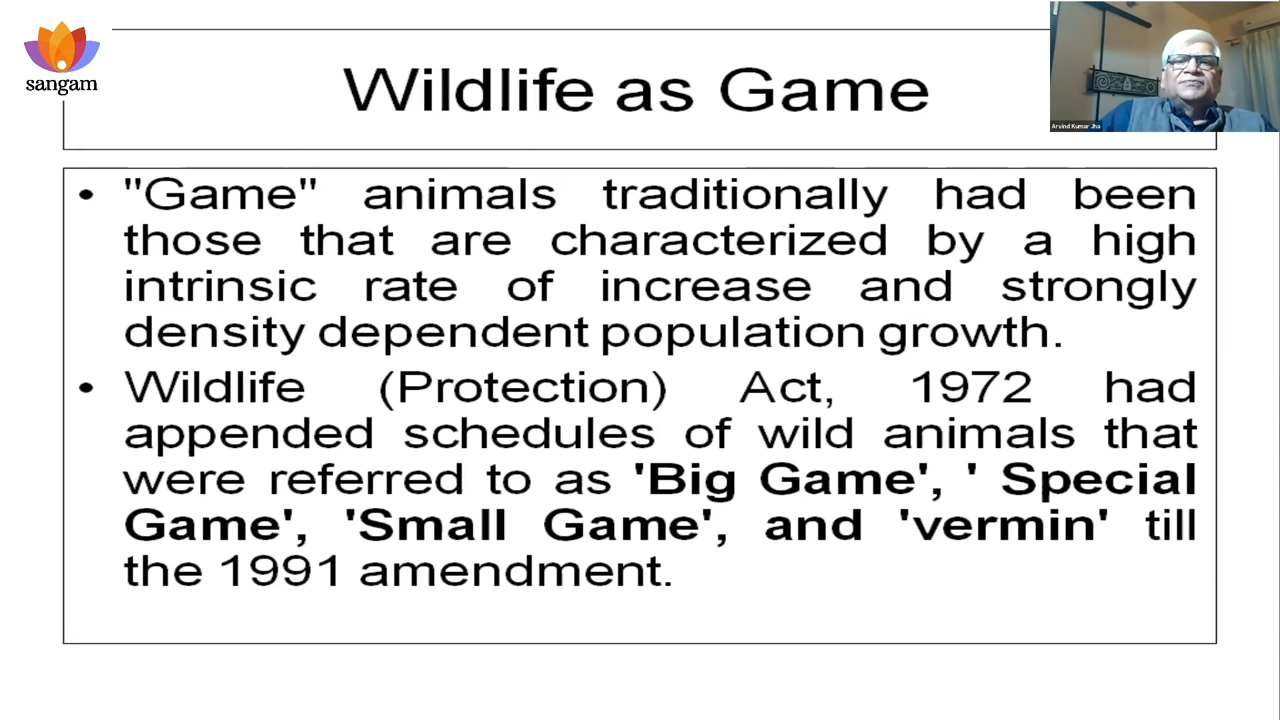 sangam
Wildlife as Game
Arvind Kumar Jha
• "Game" animals traditionally had been
those that are characterized by a high
intrinsic rate of increase and strongly
density dependent population growth.
• Wildlife (Protection) Act, 1972 had
appended schedules of wild animals that
were referred to as 'Big Game', ' Special
Game', 'Small Game', and 'vermin' till
the 1991 amendment.